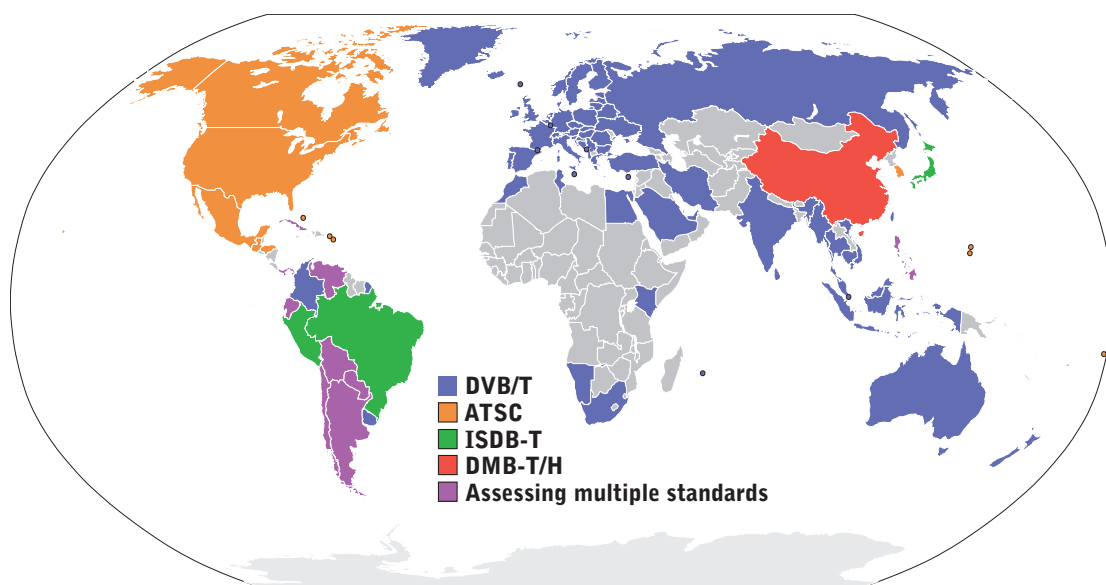 DVB/T
ATSC
ISDB-T
DMB-T/H
Assessing multiple standards